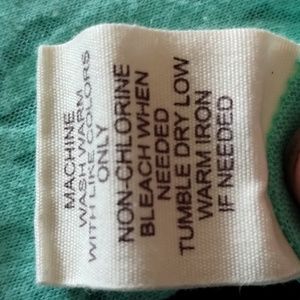 MACHINE
WASH WARM
WITH LIKE COLORS
ONLY
NON-CHLORINE
BLEACH WHEN
NEEDED
TUMBLE DRY LOW
WARM IRON
IF NEEDED